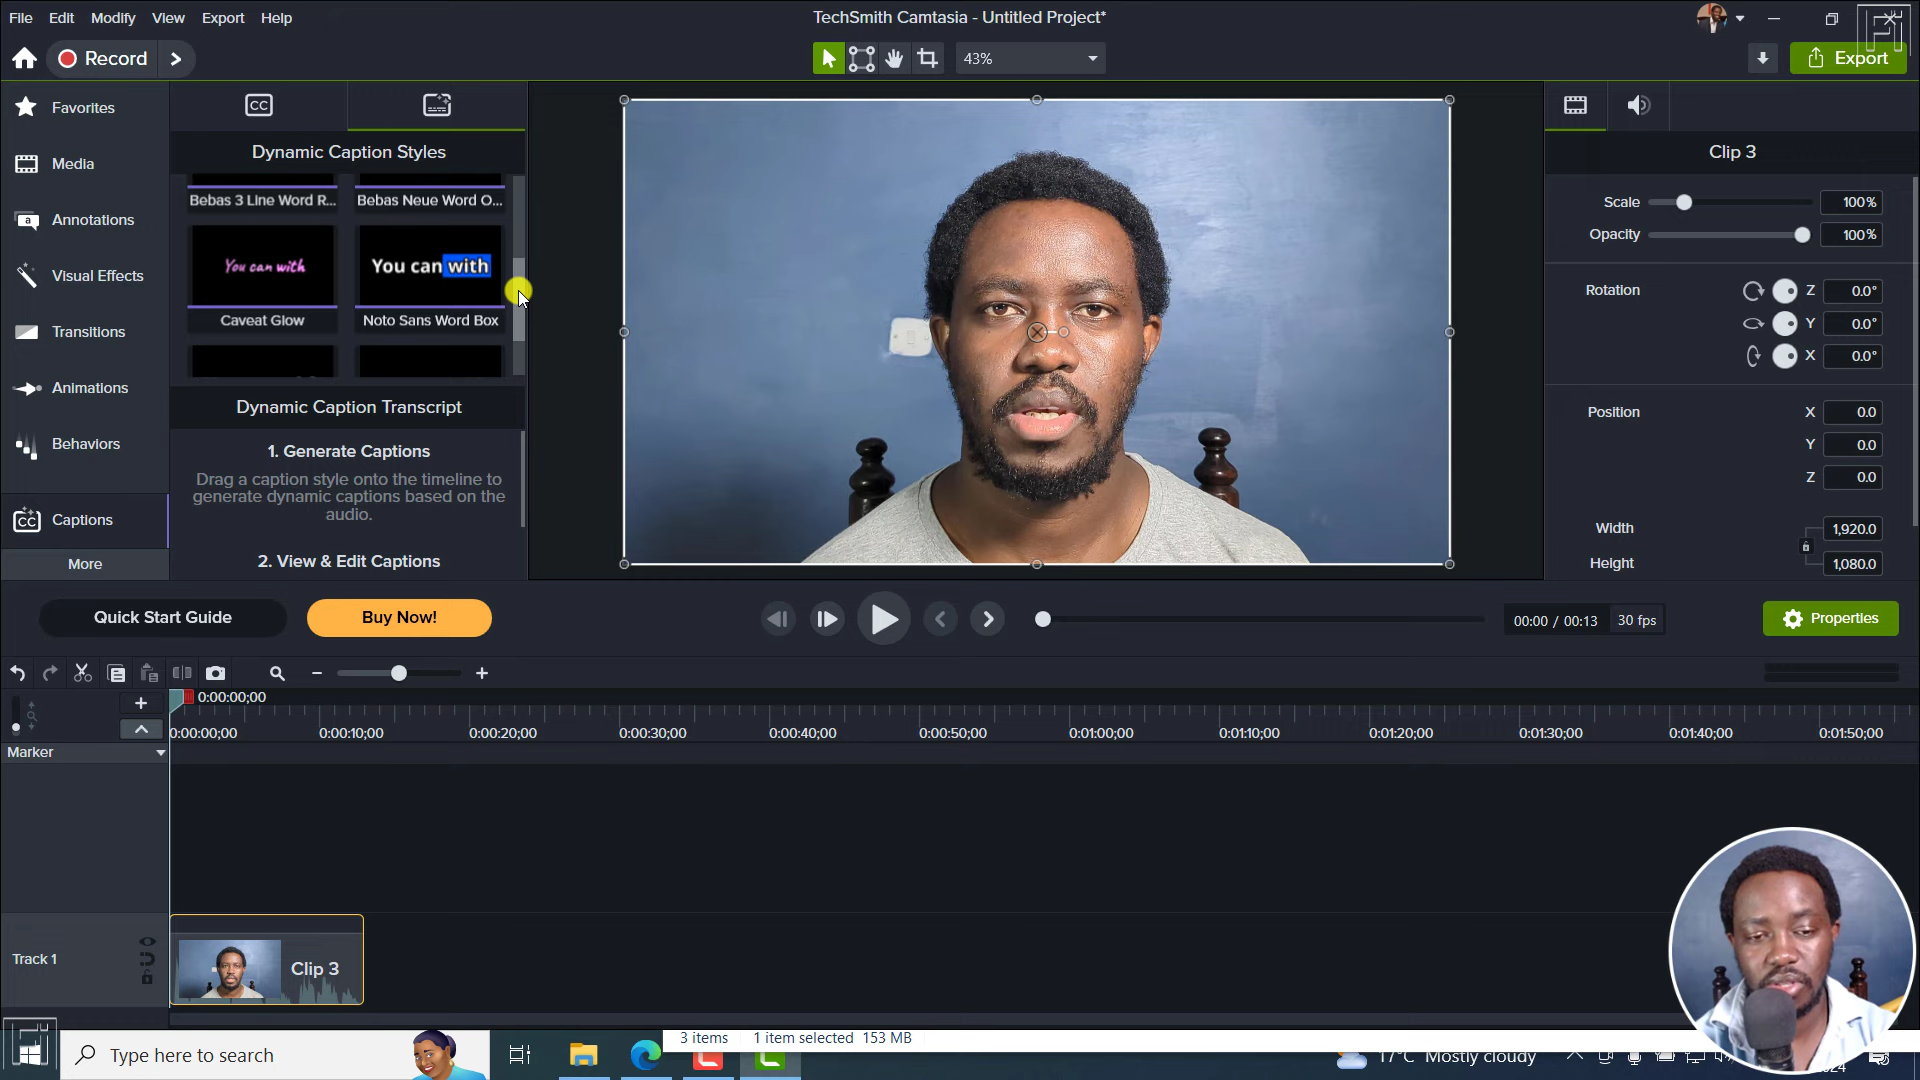 File Edit Modify View Export Help
TechSmith Camtasia - Untitled Project*
Record
43%
Export
Favorites
Media
Annotations
Visual Effects
Transitions
Animations
Behaviors
Captions
More
CC
Dynamic Caption Styles
Bebas 3 Line Word R... Bebas Neue Word O...
You can with You can with
Caveat Glow Noto Sans Word Box
Dynamic Caption Transcript
1. Generate Captions
Drag a caption style onto the timeline to
generate dynamic captions based on the
audio.
2. View & Edit Captions
Clip 3
Scale 100%
Opacity 100%
Rotation Z 0.0°
Y 0.0°
X 0.0°
Position X 0.0
Y 0.0
Z 0.0
Width 1,920.0
Height 1,080.0
Quick Start Guide
Buy Now!
00:00 / 00:13 30 fps
Properties
0:00:00;00
0:00:00;00 0:00:10;00 0:00:20;00 0:00:30;00 0:00:40;00 0:00:50;00 0:01:00;00 0:01:10;00 0:01:20;00 0:01:30;00 0:01:40;00 0:01:50;00
Marker
Track 1
Clip 3
3 items 1 item selected 153 MB
Type here to search
17°C Mostly cloudy